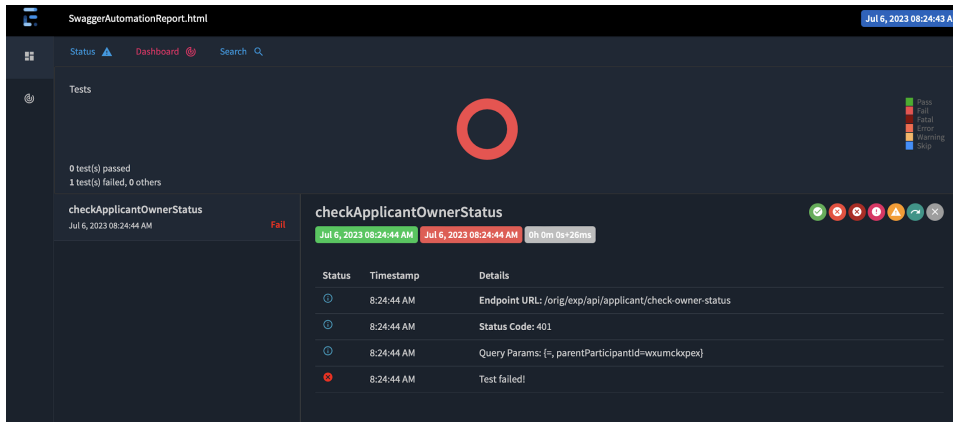 SwaggerAutomationReport.html
Jul 6, 2023 08:24:43 A
Status
Dashboard
Search
Tests
Pass
Fail
Fatal
Error
Warning
Skip
0 test(s) passed
1 test(s) failed, 0 others
checkApplicantOwnerStatus
Jul 6, 2023 08:24:44 AM
Fail
checkApplicantOwnerStatus
Jul 6, 2023 08:24:44 AM Jul 6, 2023 08:24:44 AM 0h 0m 0s+26ms
Status Timestamp Details
8:24:44 AM Endpoint URL: /orig/exp/api/applicant/check-owner-status
8:24:44 AM Status Code: 401
8:24:44 AM Query Params: {=, parentParticipantId=wxumckxpex}
8:24:44 AM Test failed!